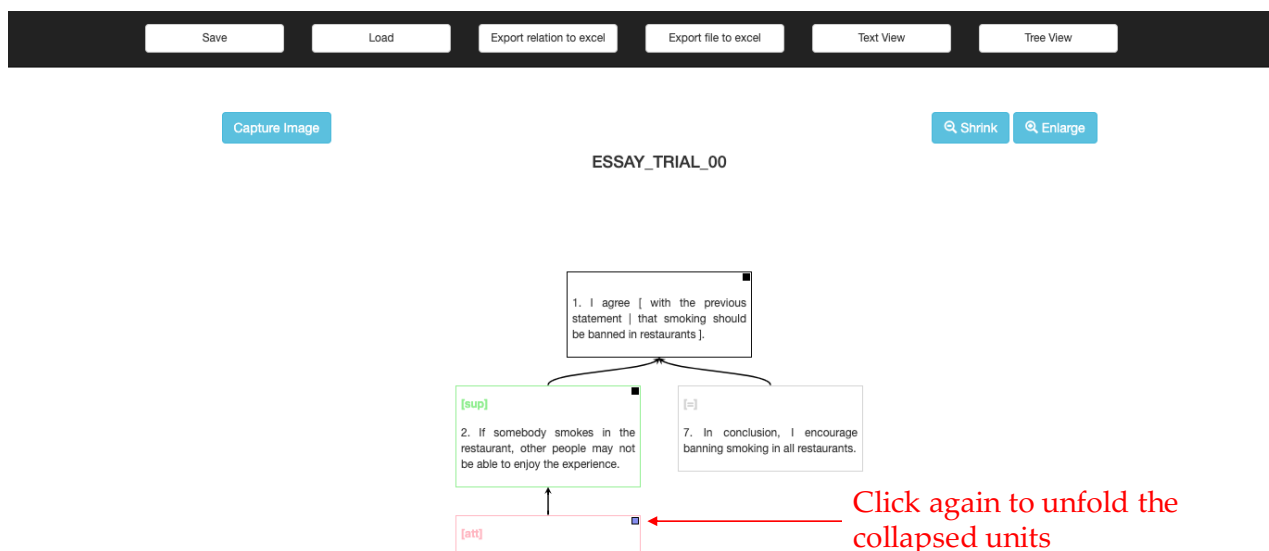 Save Load Export relation to excel Export file to excel Text View Tree View
Capture Image Shrink Enlarge
ESSAY_TRIAL_00
1. I agree [ with the previous
statement | that smoking should
be banned in restaurants ].
[sup]
2. If somebody smokes in the
restaurant, other people may not
be able to enjoy the experience.
[=]
7. In conclusion, I encourage
banning smoking in all restaurants.
[att]
Click again to unfold the
collapsed units